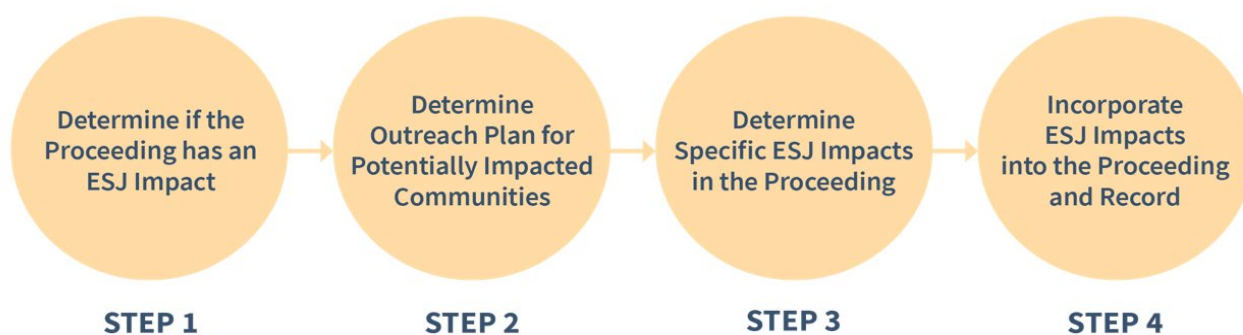 Determine if the
Proceeding has an
ESJ Impact
Determine
Outreach Plan for
Potentially Impacted
Communities
Determine
Specific ESJ Impacts
in the Proceeding
Incorporate
ESJ Impacts
into the Proceeding
and Record
STEP 1
STEP 2
STEP 3
STEP 4